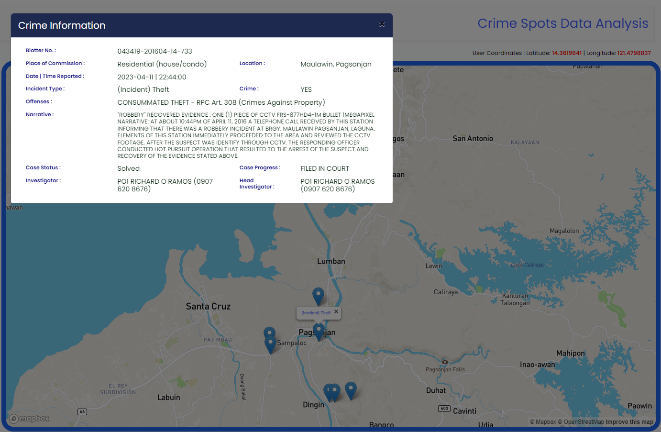 Crime Information
Crime Spots Data Analysis
User Coordinates : Latitude: 14.3619641 | Longitude: 121.4798837
Blotter No. :
043419-201604-14-733
Place of Commission :
Residential (house/condo)
Location :
Maulawin, Pagsanjan
Date | Time Reported :
2023-04-11 | 22:44:00
Incident Type :
(Incident) Theft
Crime :
YES
Offenses :
CONSUMMATED THEFT - RPC Art. 308 (Crimes Against Property)
Narrative :
"ROBBERY" RECOVERED EVIDENCE : ONE (1) PIECE OF CCTV FRS-877HD4-1M BULLET 1MEGAPIXEL
NARRATIVE: AT ABOUT 10:44PM OF APRIL 11, 2016 A TELEPHONE CALL RECEIVED BY THIS STATION
INFORMING THAT THERE WAS A ROBBERY INCIDENT AT BRGY. MAULAWIN PAGSANJAN, LAGUNA.
ELEMENTS OF THIS STATION IMMEDIATELY PROCEEDED TO THE AREA AND REVIEWED THE CCTV
FOOTAGE. AFTER THE SUSPECT WAS IDENTIFY THROUGH CCTV. THE RESPONDING OFFICER
CONDUCTED HOT PURSUIT OPERATION THAT RESULTED TO THE ARREST OF THE SUSPECT AND
RECOVERY OF THE EVIDENCE STATED ABOVE.
Case Status :
Solved
Case Progress :
FILED IN COURT
Investigator :
PO1 RICHARD O RAMOS (0907
620 8676)
Head
Investigator :
PO1 RICHARD O RAMOS
(0907 620 8676)
San Antonio
KALAYAAN
Magalolon
Lumban
Lewin
Caliraya
Santa Cruz
(Incident) Theft
Pagsanjan
Sampaloc
Pagsanjan Falls
Mahipon
Inao-awan
EL REY
SUBDIVISION
Labuin
Dingin
Duhat
Cavinti
Paowin
Udia
mapbox
© Mapbox © OpenStreetMap Improve this map